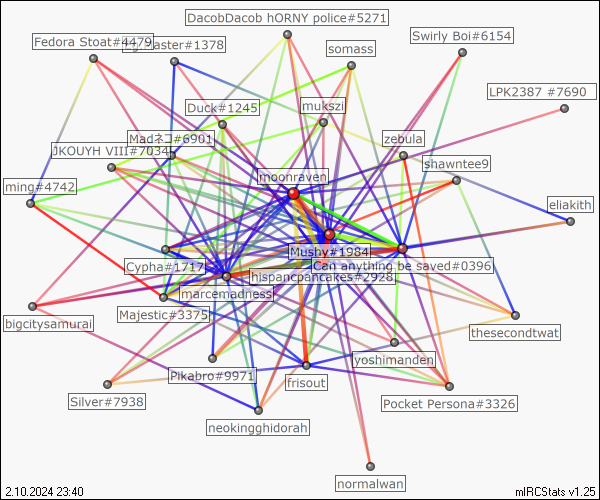 DacobDacob hORNY police#5271
Swirly Boi#6154
Fedora Stoat#4479
aster#1378
somass
LPK2387 #7690
mukszi
Duck#1245
Madネコ#6901
zebula
JKOUYH VIII#7034
shawntee9
moonraven
ming#4742
eliakith
Mushy#1984
Cypha#1717
Can anything be saved#0396
hispancpancakes#2928
marcemadness
Majestic#3375
bigcitysamurai
thesecondtwat
yoshimanden
Pikabro#9971
frisout
Silver#7938
Pocket Persona#3326
neokingghidorah
normalwan
2.10.2024 23:40
mIRCStats v1.25